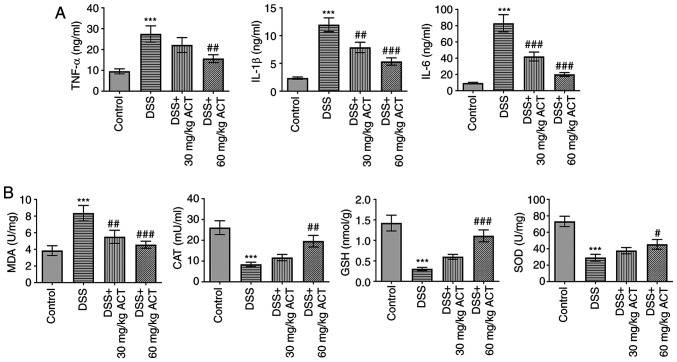 A
TNF-α (ng/ml)
40
30
20
10
0
***
##
Control
DSS
DSS+
30 mg/kg ACT
DSS+
60 mg/kg ACT
IL-1β (ng/ml)
15
10
5
0
***
##
###
Control
DSS
DSS+
30 mg/kg ACT
DSS+
60 mg/kg ACT
IL-6 (ng/ml)
100
80
60
40
20
0
***
###
###
Control
DSS
DSS+
30 mg/kg ACT
DSS+
60 mg/kg ACT
B
MDA (U/mg)
10
8
6
4
2
0
***
##
###
Control
DSS
DSS+
30 mg/kg ACT
DSS+
60 mg/kg ACT
CAT (mU/ml)
40
30
20
10
0
***
##
Control
DSS
DSS+
30 mg/kg ACT
DSS+
60 mg/kg ACT
GSH (nmol/g)
2.0
1.5
1.0
0.5
0.0
***
###
Control
DSS
DSS+
30 mg/kg ACT
DSS+
60 mg/kg ACT
SOD (U/mg)
100
80
60
40
20
0
***
#
Control
DSS
DSS+
30 mg/kg ACT
DSS+
60 mg/kg ACT